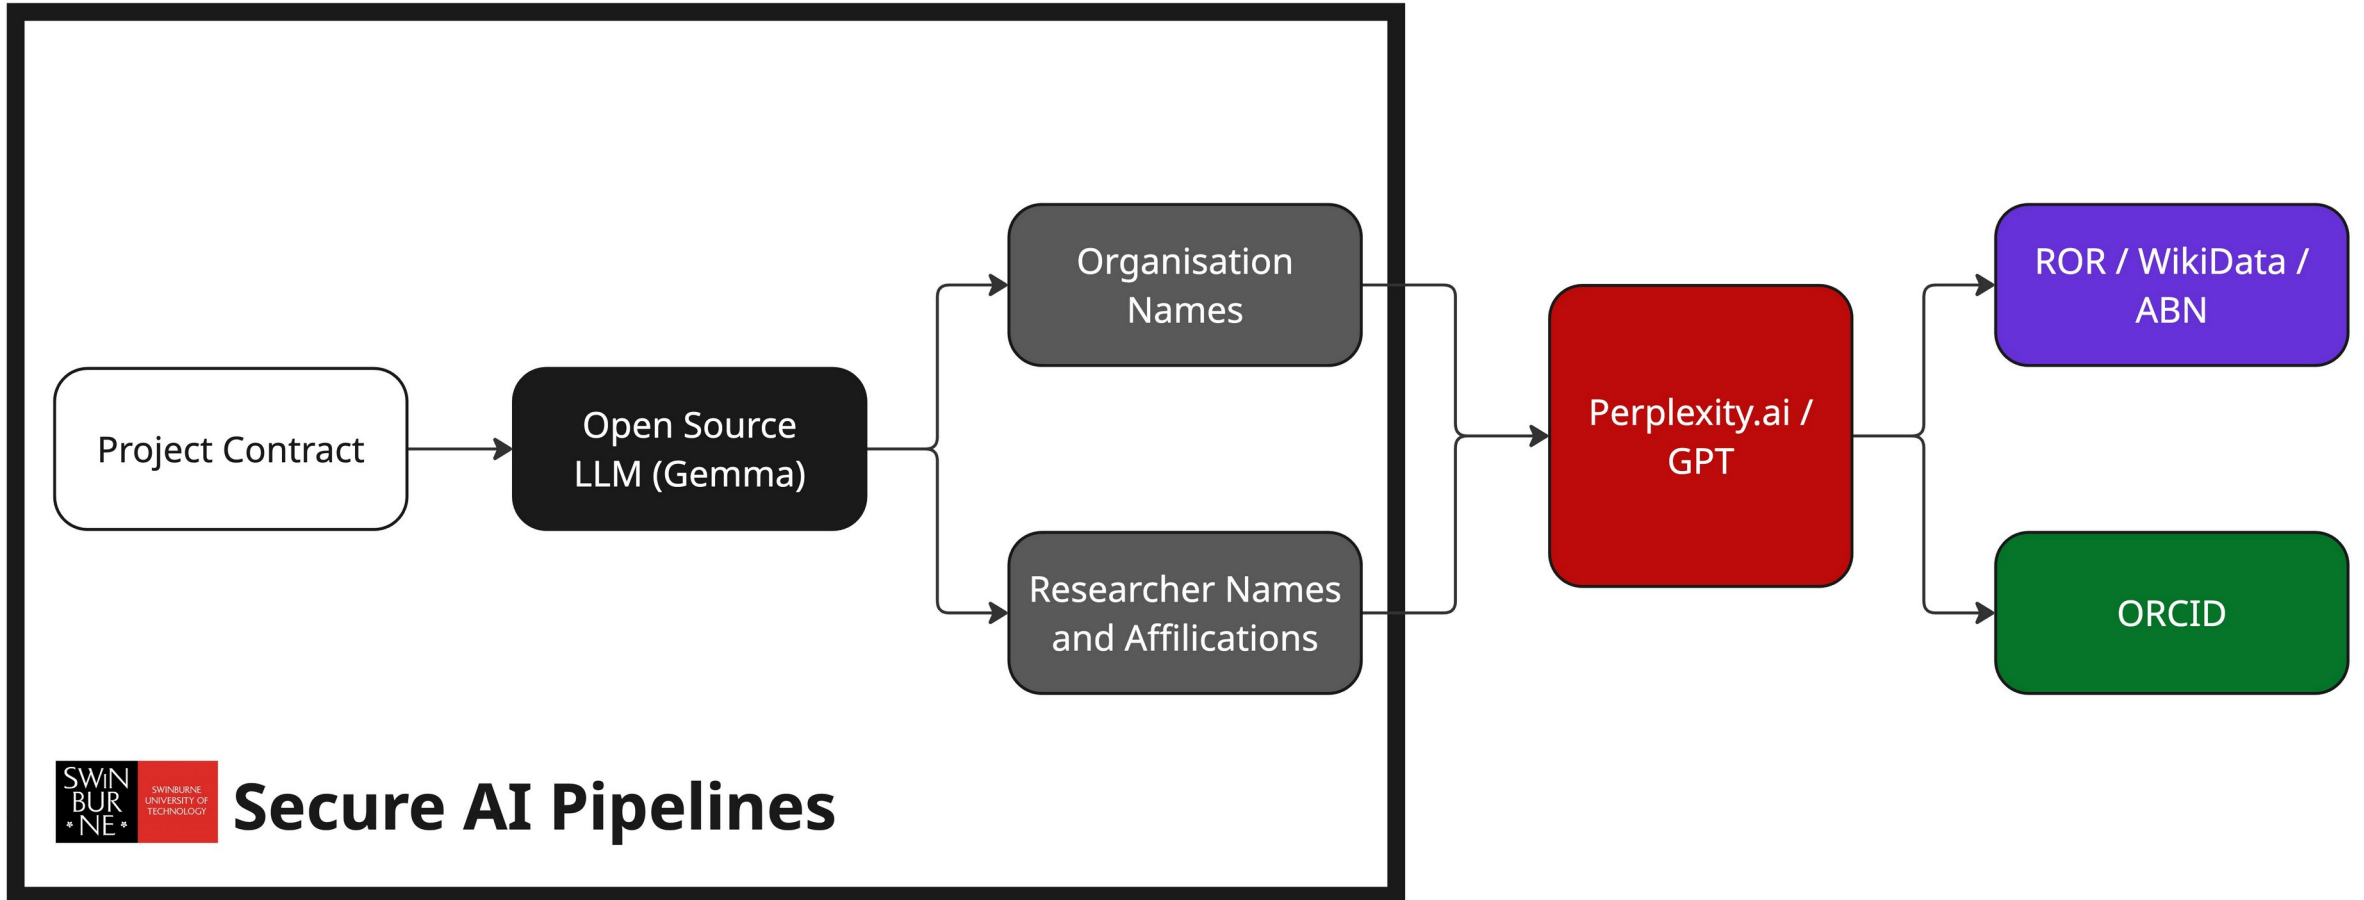 Organisation
Names
ROR / WikiData /
ABN
Project Contract
Open Source
LLM (Gemma)
Perplexity.ai /
GPT
Researcher Names
and Affilications
ORCID
SWIN
BUR
NE
SWINBURNE
UNIVERSITY OF
TECHNOLOGY
Secure AI Pipelines